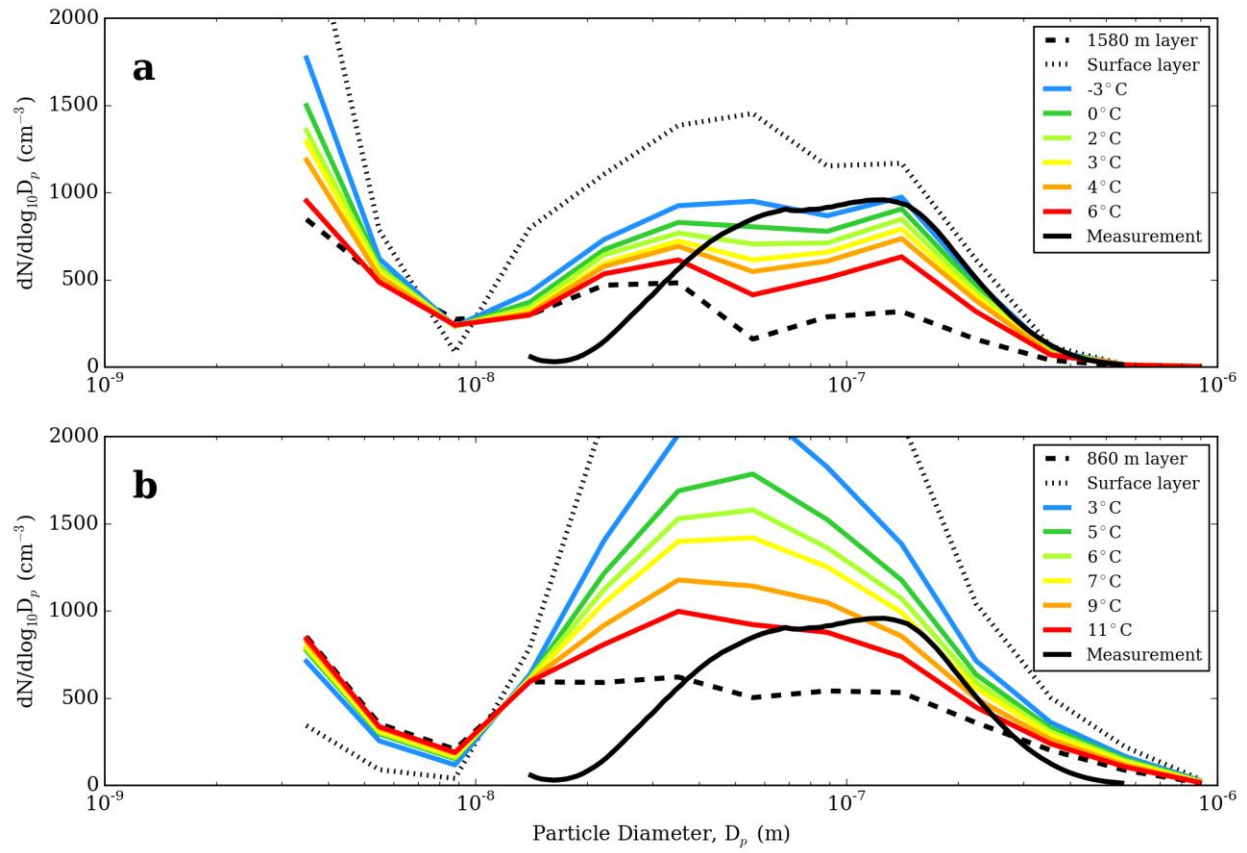 a
2000
1500
1000
500
0
dN/dlog₁₀Dₚ (cm⁻³)
1580 m layer
Surface layer
-3°C
0°C
2°C
3°C
4°C
6°C
Measurement
10⁻⁹
10⁻⁸
10⁻⁷
10⁻⁶
b
2000
1500
1000
500
0
dN/dlog₁₀Dₚ (cm⁻³)
860 m layer
Surface layer
3°C
5°C
6°C
7°C
9°C
11°C
Measurement
10⁻⁹
10⁻⁸
10⁻⁷
10⁻⁶
Particle Diameter, Dₚ (m)